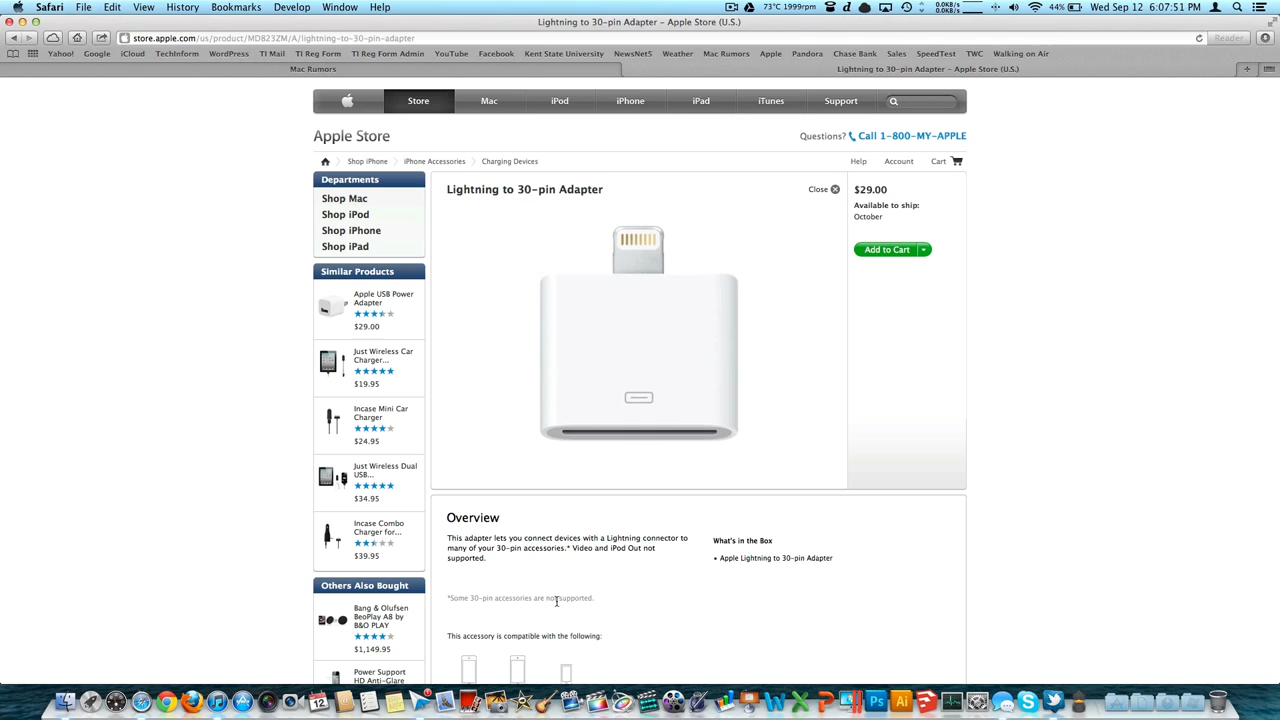 Safari File Edit View History Bookmarks Develop Window Help
73°C 1999rpm 0.0KB/s 0.0KB/s 44% Wed Sep 12 6:07:51 PM
Lightning to 30-pin Adapter - Apple Store (U.S.)
store.apple.com/us/product/MD823ZM/A/lightning-to-30-pin-adapter Reader
Yahoo! Google iCloud TechInform WordPress TI Mail TI Reg Form TI Reg Form Admin YouTube Facebook Kent State University NewsNet5 Weather Mac Rumors Apple Pandora Chase Bank Sales SpeedTest TWC Walking on Air
Mac Rumors Lightning to 30-pin Adapter - Apple Store (U.S.)
Store Mac iPod iPhone iPad iTunes Support
Apple Store
Questions? Call 1-800-MY-APPLE
Shop iPhone iPhone Accessories Charging Devices
Help Account Cart
Departments
Shop Mac
Shop iPod
Shop iPhone
Shop iPad
Similar Products
Apple USB Power
Adapter
$29.00
Just Wireless Car
Charger...
$19.95
Incase Mini Car
Charger
$24.95
Just Wireless Dual
USB...
$34.95
Incase Combo
Charger for...
$39.95
Others Also Bought
Bang & Olufsen
BeoPlay A8 by
B&O PLAY
$1,149.95
Power Support
HD Anti-Glare
Lightning to 30-pin Adapter
Close
$29.00
Available to ship:
October
Add to Cart
Overview
This adapter lets you connect devices with a Lightning connector to
many of your 30-pin accessories.* Video and iPod Out not
supported.
What's in the Box
• Apple Lightning to 30-pin Adapter
*Some 30-pin accessories are not supported.
This accessory is compatible with the following: